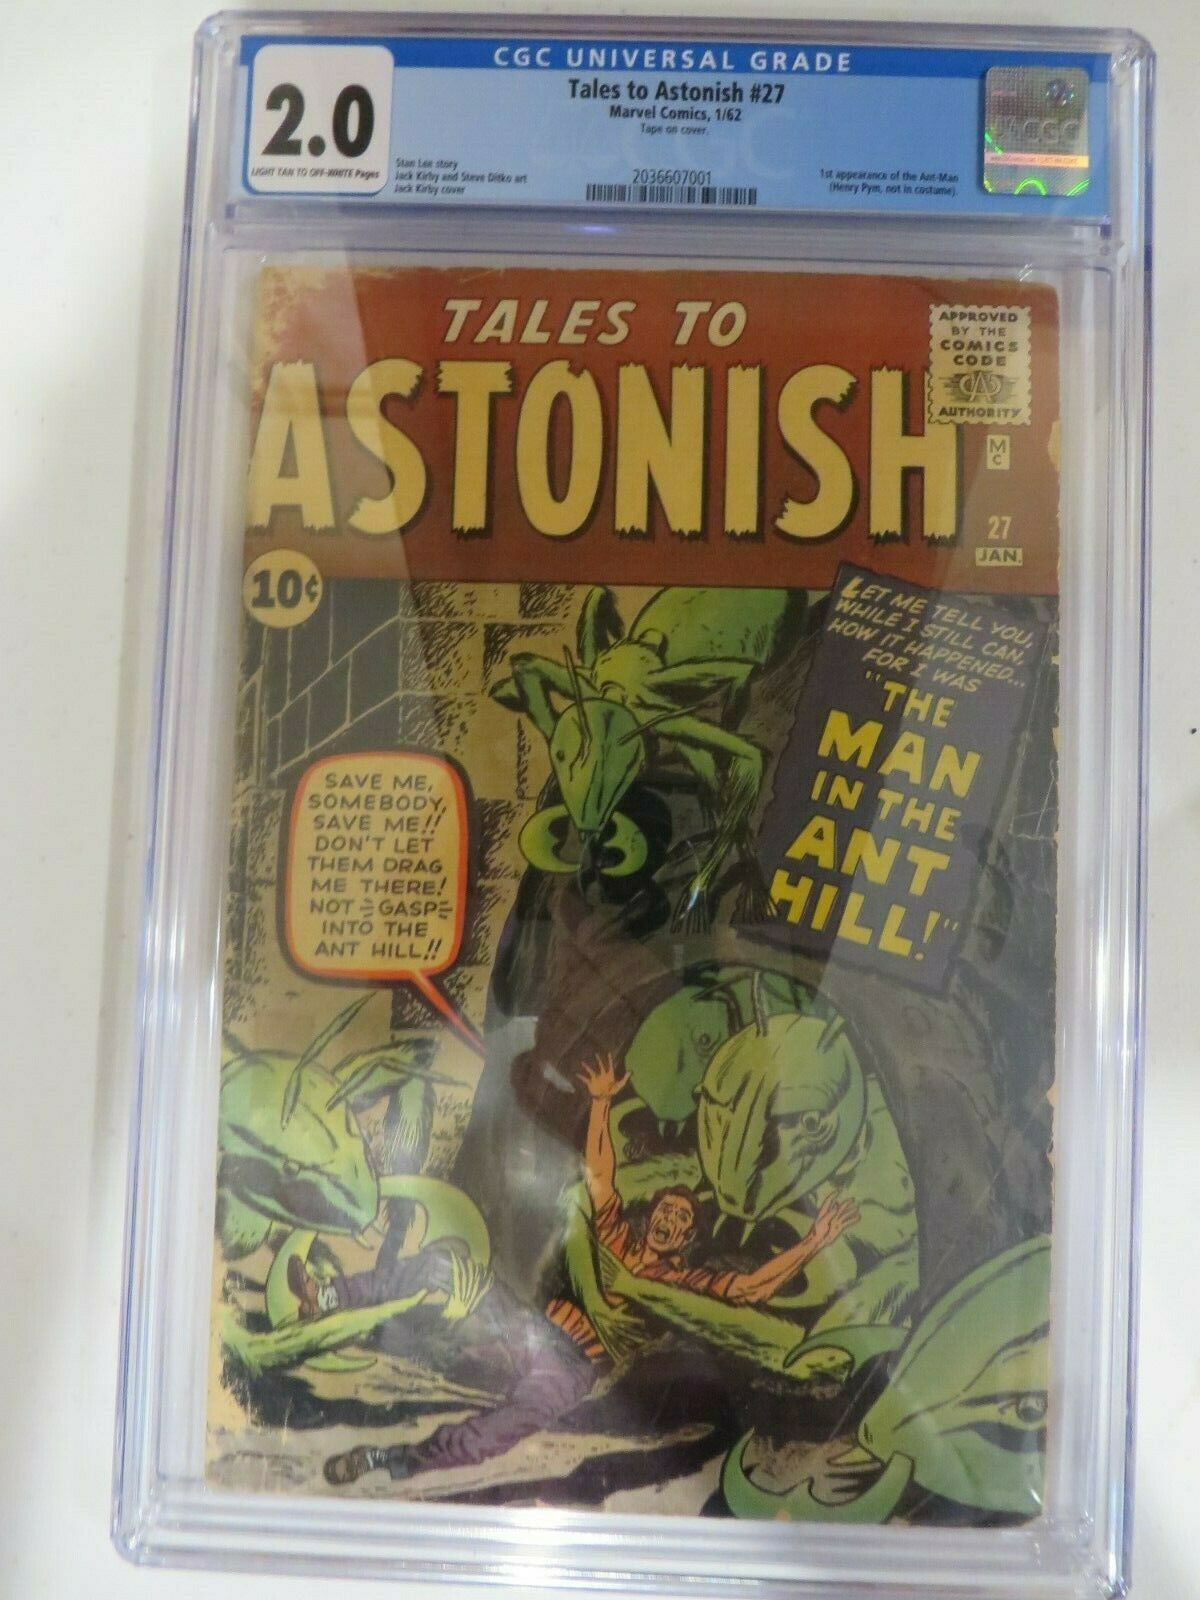 CGC UNIVERSAL GRADE
2.0
LIGHT TAN TO OFF-WHITE Pages
Tales to Astonish #27
Marvel Comics, 1/62
Tape on cover.
Stan Lee story
Jack Kirby and Steve Ditko art
Jack Kirby cover
2036607001
1st appearance of the Ant-Man
(Henry Pym, not in costume).
CGC
TALES TO
ASTONISH
APPROVED
BY THE
COMICS
CODE
CA
AUTHORITY
MC
27
JAN.
10¢
LET ME TELL YOU,
WHILE I STILL CAN,
HOW IT HAPPENED...
FOR I WAS
"THE
MAN
IN THE
ANT
HILL!"
SAVE ME,
SOMEBODY,
SAVE ME!!
DON'T LET
THEM DRAG
ME THERE!
NOT GASP
INTO THE
ANT HILL!!